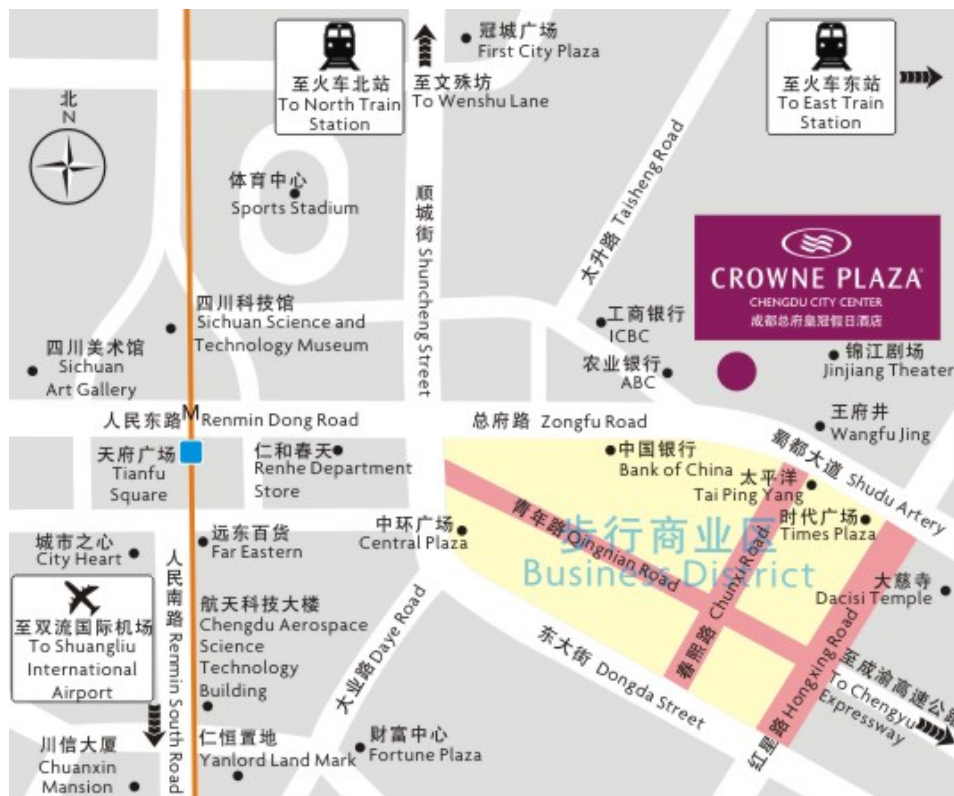 冠城广场
First City Plaza
至火车北站
To North Train
Station
至文殊坊
To Wenshu Lane
至火车东站
To East Train
Station
北
N
体育中心
Sports Stadium
顺城街 Shuncheng Street
太升路 Taisheng Road
CROWNE PLAZA
CHENGDU CITY CENTER
成都总府皇冠假日酒店
四川科技馆
Sichuan Science and
Technology Museum
四川美术馆
Sichuan
Art Gallery
工商银行
ICBC
农业银行
ABC
锦江剧场
Jinjiang Theater
人民东路 M Renmin Dong Road
总府路 Zongfu Road
王府井
Wangfu Jing
蜀都大道 Shudu Artery
天府广场
Tianfu
Square
仁和春天
Renhe Department
Store
中国银行
Bank of China
太平洋
Tai Ping Yang
时代广场
Times Plaza
青年路 Qingnian Road
步行商业区
Business District
春熙路 Chunxi Road
中环广场
Central Plaza
远东百货
Far Eastern
城市之心
City Heart
大慈寺
Dacisi Temple
至双流国际机场
To Shuangliu
International
Airport
人民南路 Renmin South Road
航天科技大楼
Chengdu Aerospace
Science
Technology
Building
大业路 Daye Road
东大街 Dongda Street
红星路 Hongxing Road
至成渝高速公路
To Chengyu
Expressway
川信大厦
Chuanxin
Mansion
仁恒置地
Yanlord Land Mark
财富中心
Fortune Plaza